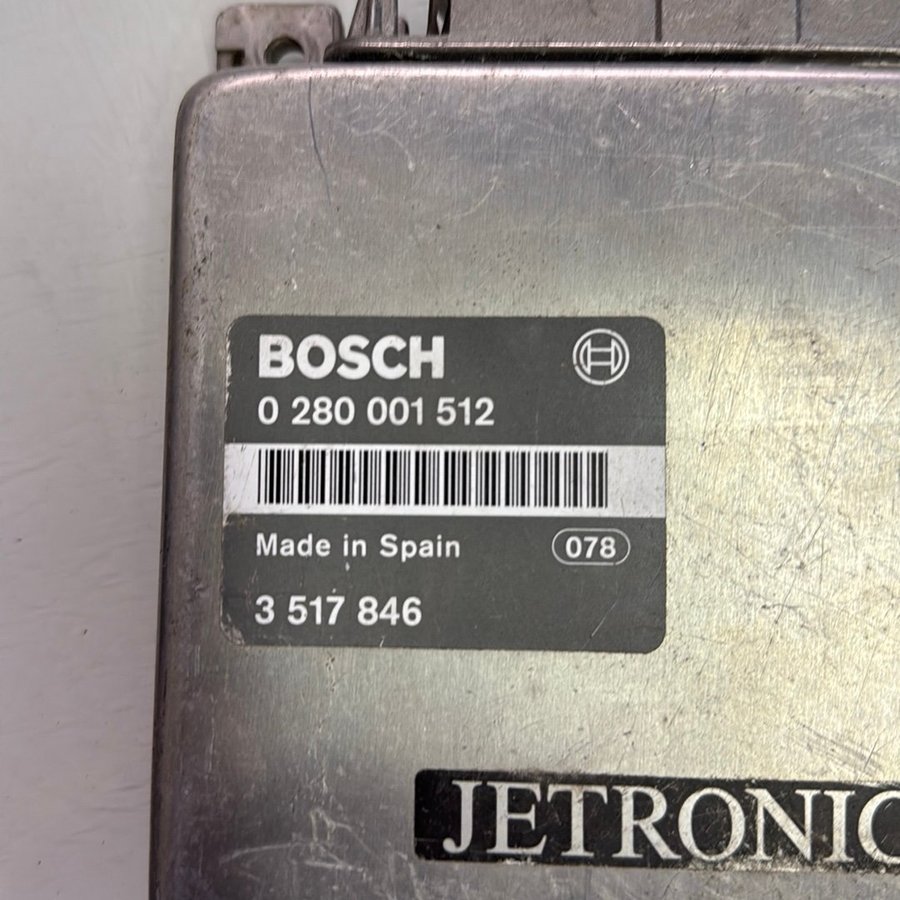 BOSCH
0 280 001 512
Made in Spain 078
3 517 846
JETRONIC